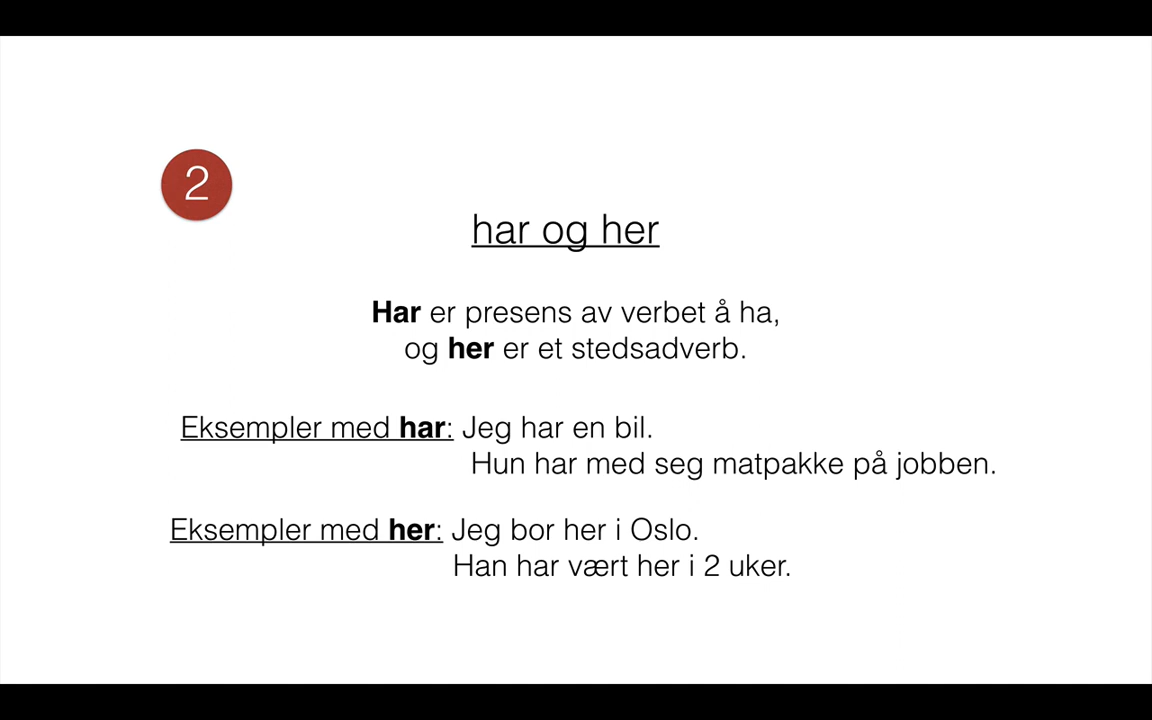 2
har og her
Har er presens av verbet å ha,
og her er et stedsadverb.
Eksempler med har: Jeg har en bil.
Hun har med seg matpakke på jobben.
Eksempler med her: Jeg bor her i Oslo.
Han har vært her i 2 uker.